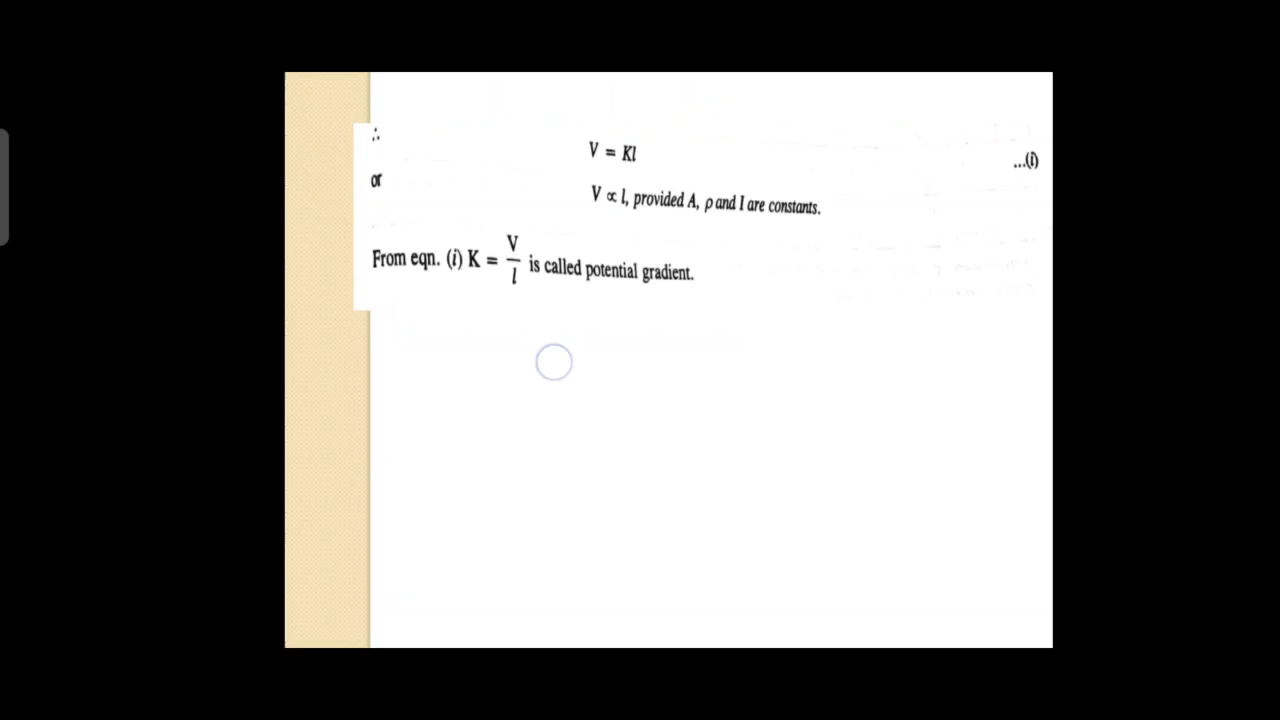 ∴
V = Kl ...(i)
or
V ∝ l, provided A, ρ and I are constants.
From eqn. (i) K = V/l is called potential gradient.